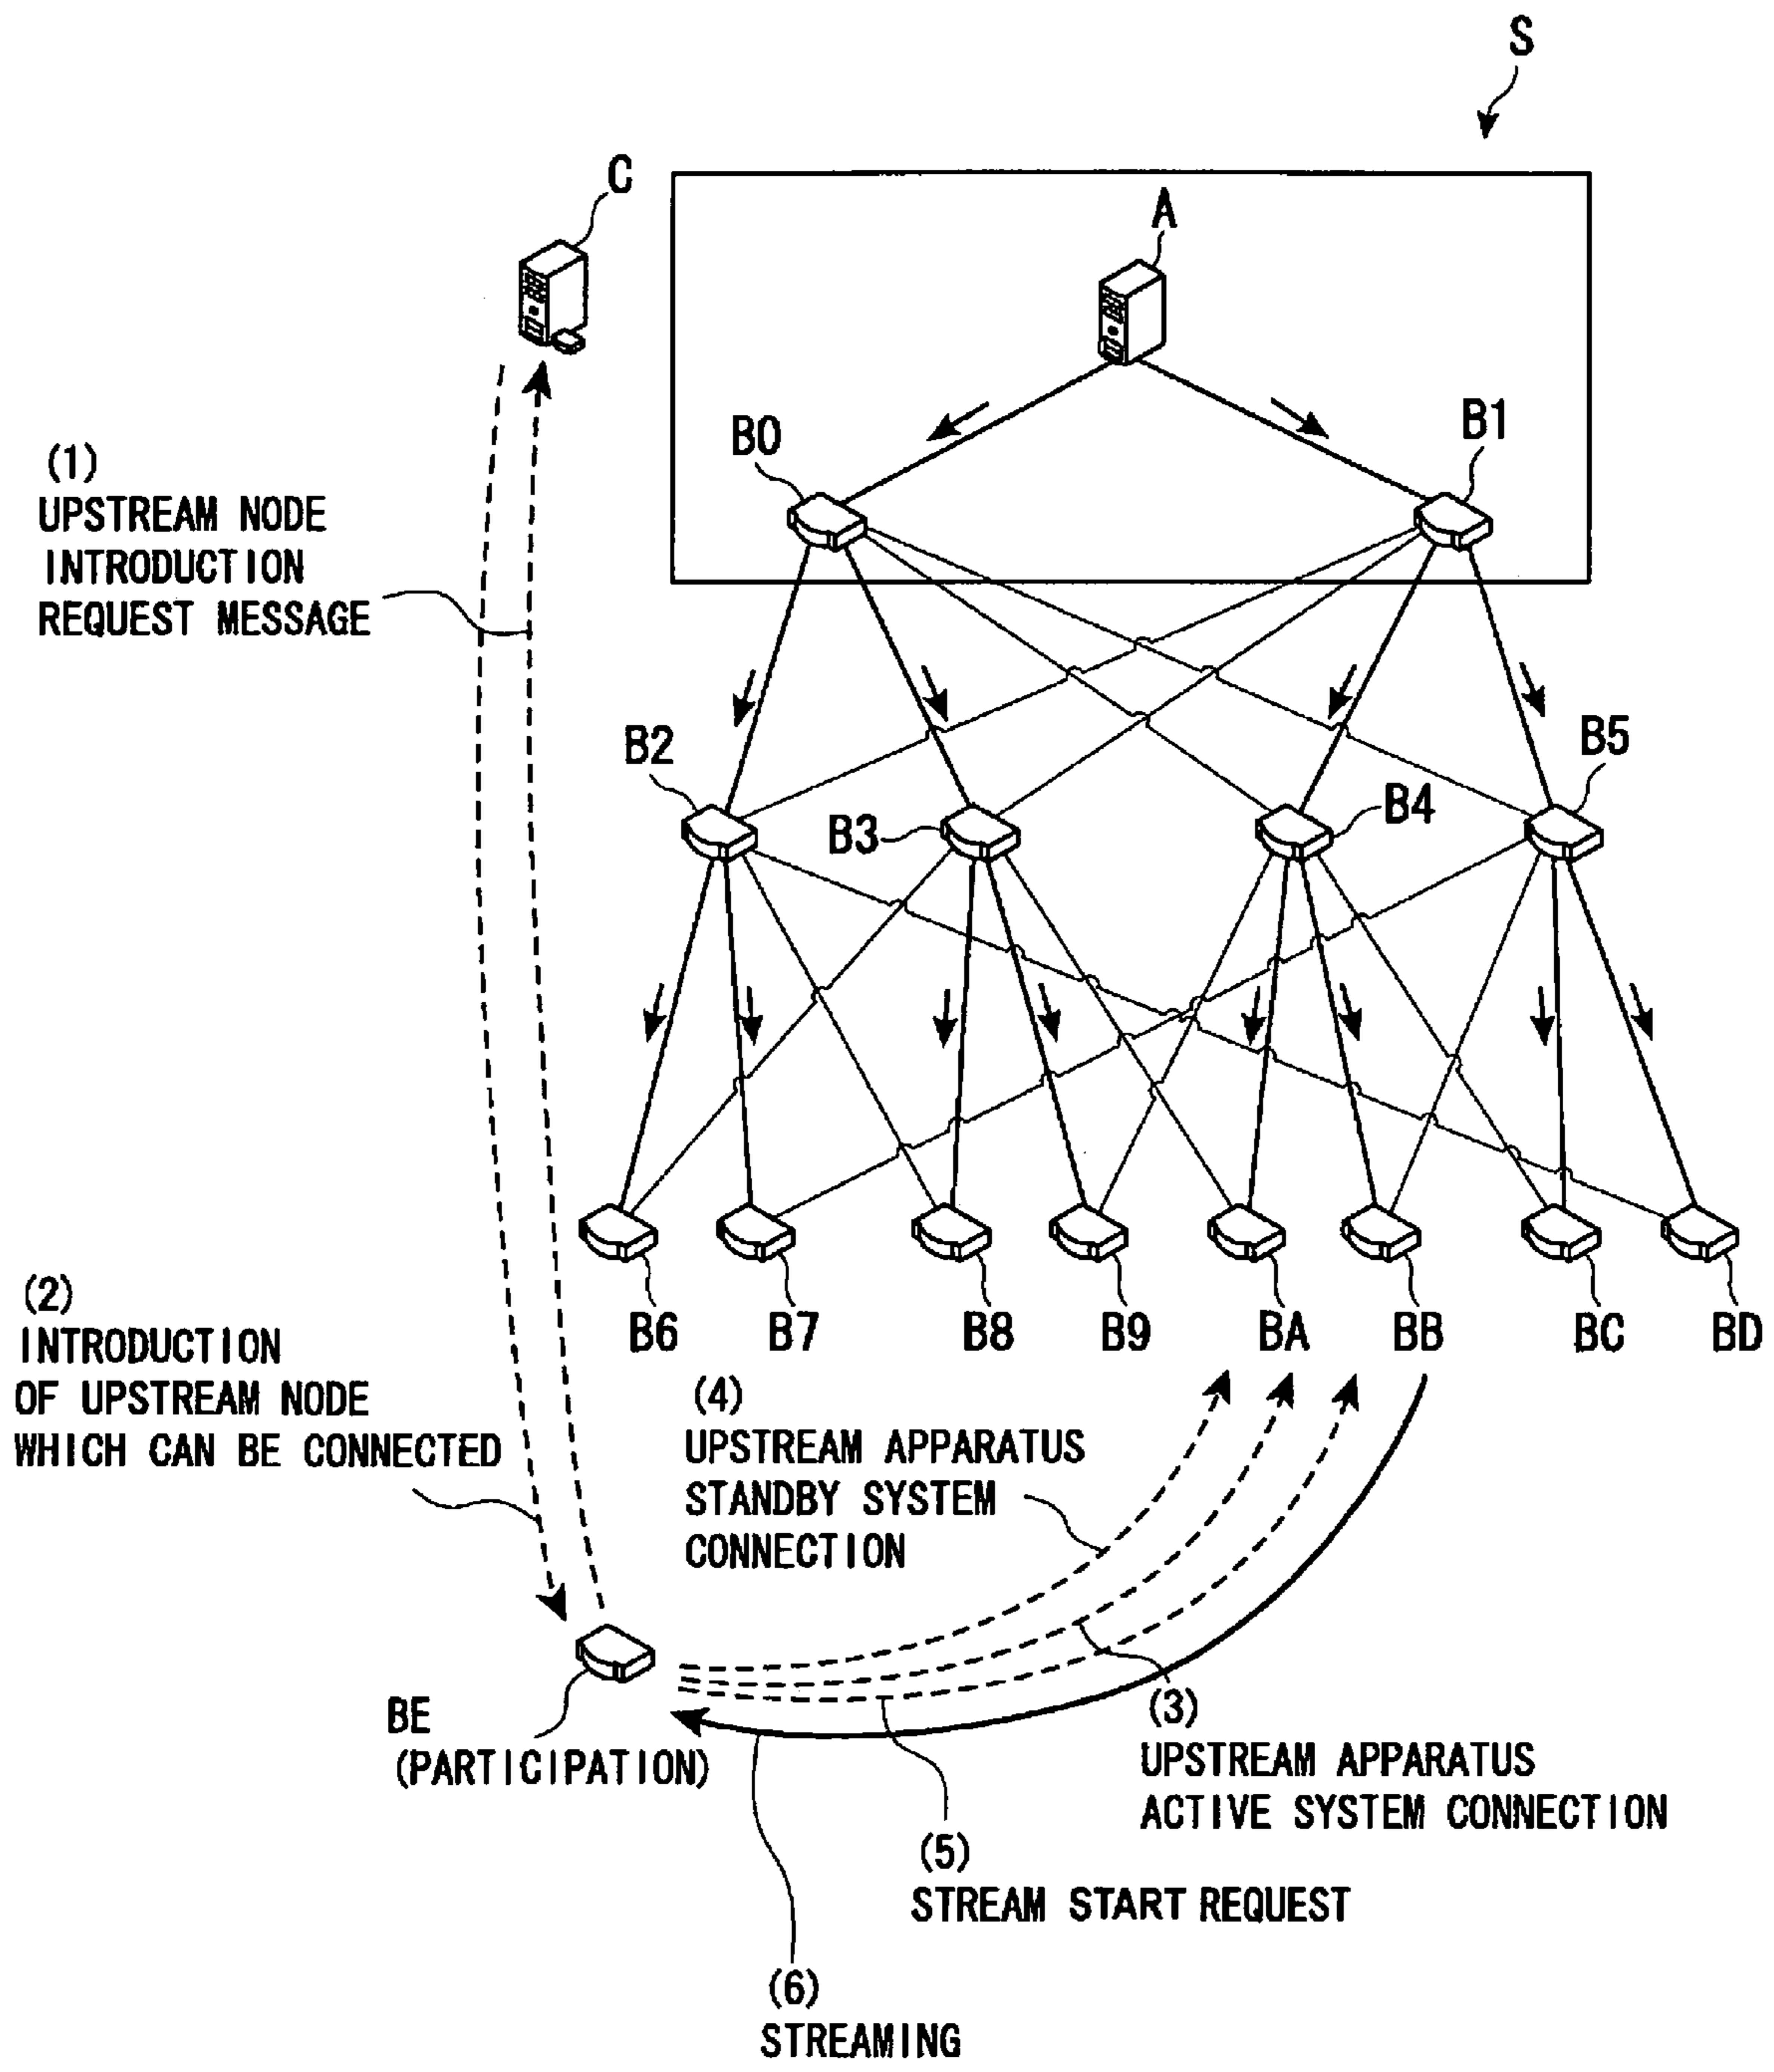 S
C
A
B0
B1
(1)
UPSTREAM NODE
INTRODUCTION
REQUEST MESSAGE
B2
B3
B4
B5
(2)
INTRODUCTION
OF UPSTREAM NODE
WHICH CAN BE CONNECTED
B6
B7
B8
B9
BA
BB
BC
BD
(4)
UPSTREAM APPARATUS
STANDBY SYSTEM
CONNECTION
BE
(PARTICIPATION)
(3)
UPSTREAM APPARATUS
ACTIVE SYSTEM CONNECTION
(5)
STREAM START REQUEST
(6)
STREAMING